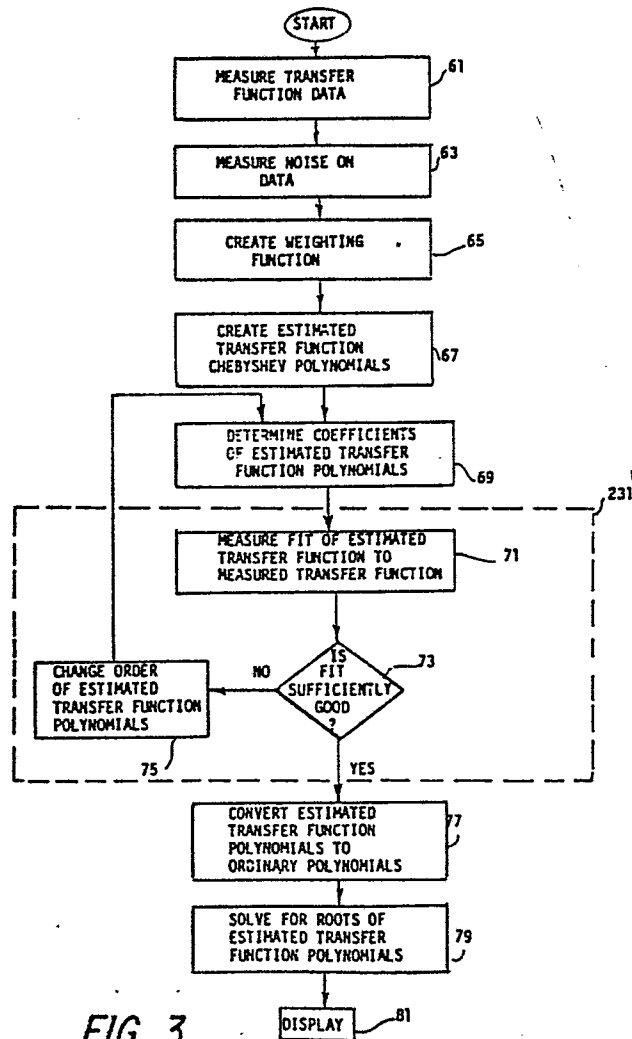 START
MEASURE TRANSFER
FUNCTION DATA
61
MEASURE NOISE ON
DATA
63
CREATE WEIGHTING
FUNCTION
65
CREATE ESTIMATED
TRANSFER FUNCTION
CHEBYSHEV POLYNOMIALS
67
DETERMINE COEFFICIENTS
OF ESTIMATED TRANSFER
FUNCTION POLYNOMIALS
69
231
MEASURE FIT OF ESTIMATED
TRANSFER FUNCTION TO
MEASURED TRANSFER FUNCTION
71
IS
FIT
SUFFICIENTLY
GOOD
?
73
NO
CHANGE ORDER
OF ESTIMATED
TRANSFER FUNCTION
POLYNOMIALS
75
YES
CONVERT ESTIMATED
TRANSFER FUNCTION
POLYNOMIALS TO
ORDINARY POLYNOMIALS
77
SOLVE FOR ROOTS OF
ESTIMATED TRANSFER
FUNCTION POLYNOMIALS
79
DISPLAY
81
FIG 3